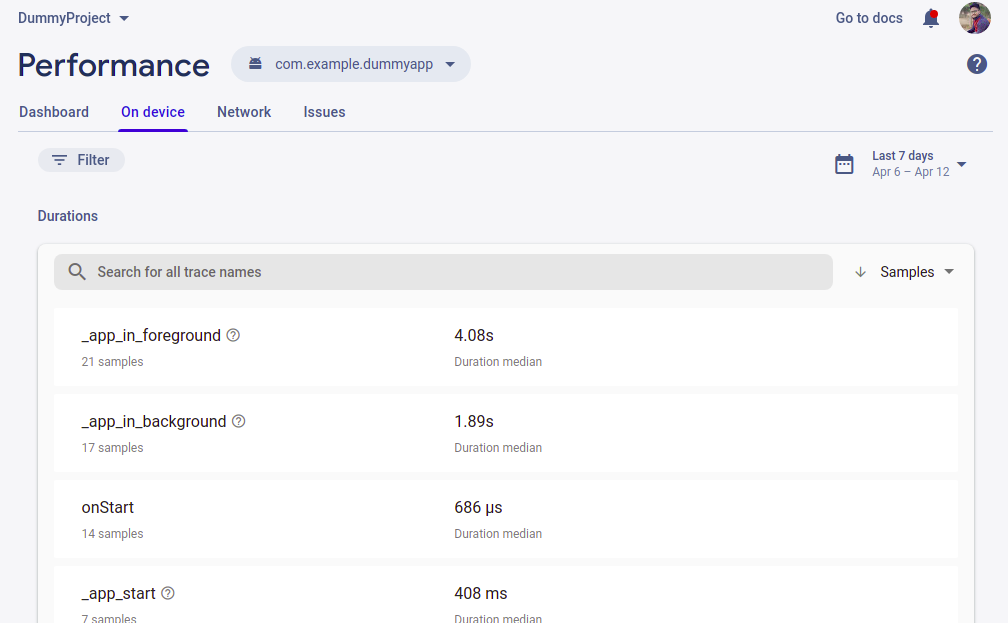 DummyProject
Go to docs
Performance
com.example.dummyapp
Dashboard
On device
Network
Issues
Filter
Last 7 days
Apr 6 – Apr 12
Durations
Search for all trace names
Samples
_app_in_foreground
4.08s
21 samples
Duration median
_app_in_background
1.89s
17 samples
Duration median
onStart
686 µs
14 samples
Duration median
_app_start
408 ms
7 samples
Duration median